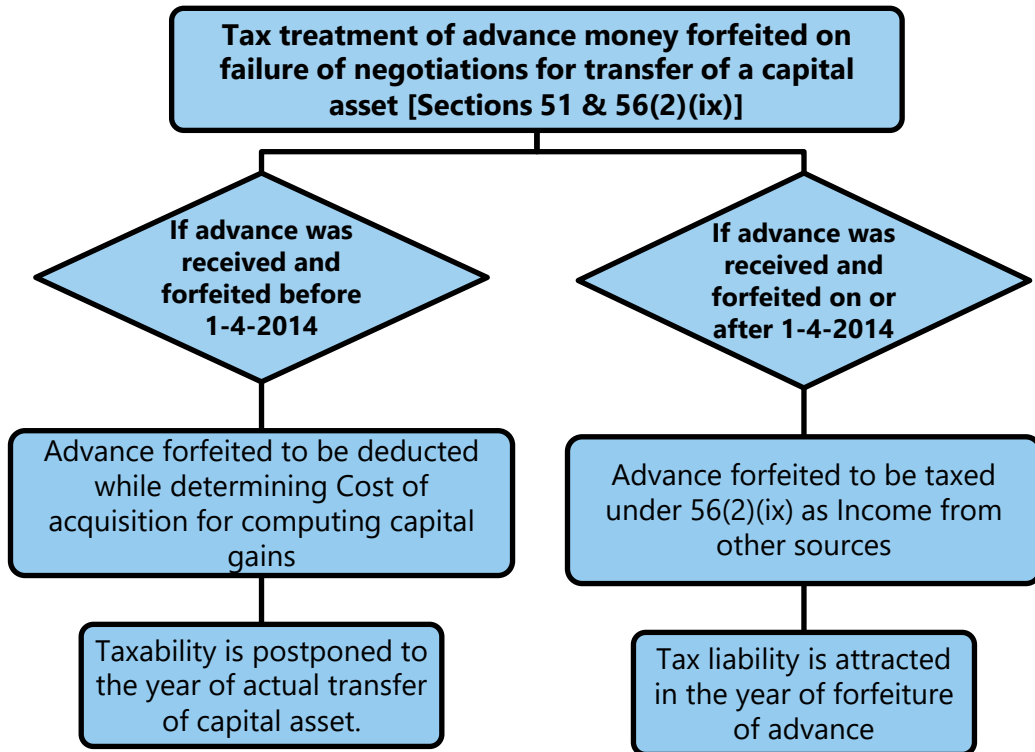 Tax treatment of advance money forfeited on
failure of negotiations for transfer of a capital
asset [Sections 51 & 56(2)(ix)]
If advance was
received and
forfeited before
1-4-2014
If advance was
received and
forfeited on or
after 1-4-2014
Advance forfeited to be deducted
while determining Cost of
acquisition for computing capital
gains
Advance forfeited to be taxed
under 56(2)(ix) as Income from
other sources
Taxability is postponed to
the year of actual transfer
of capital asset.
Tax liability is attracted
in the year of forfeiture
of advance